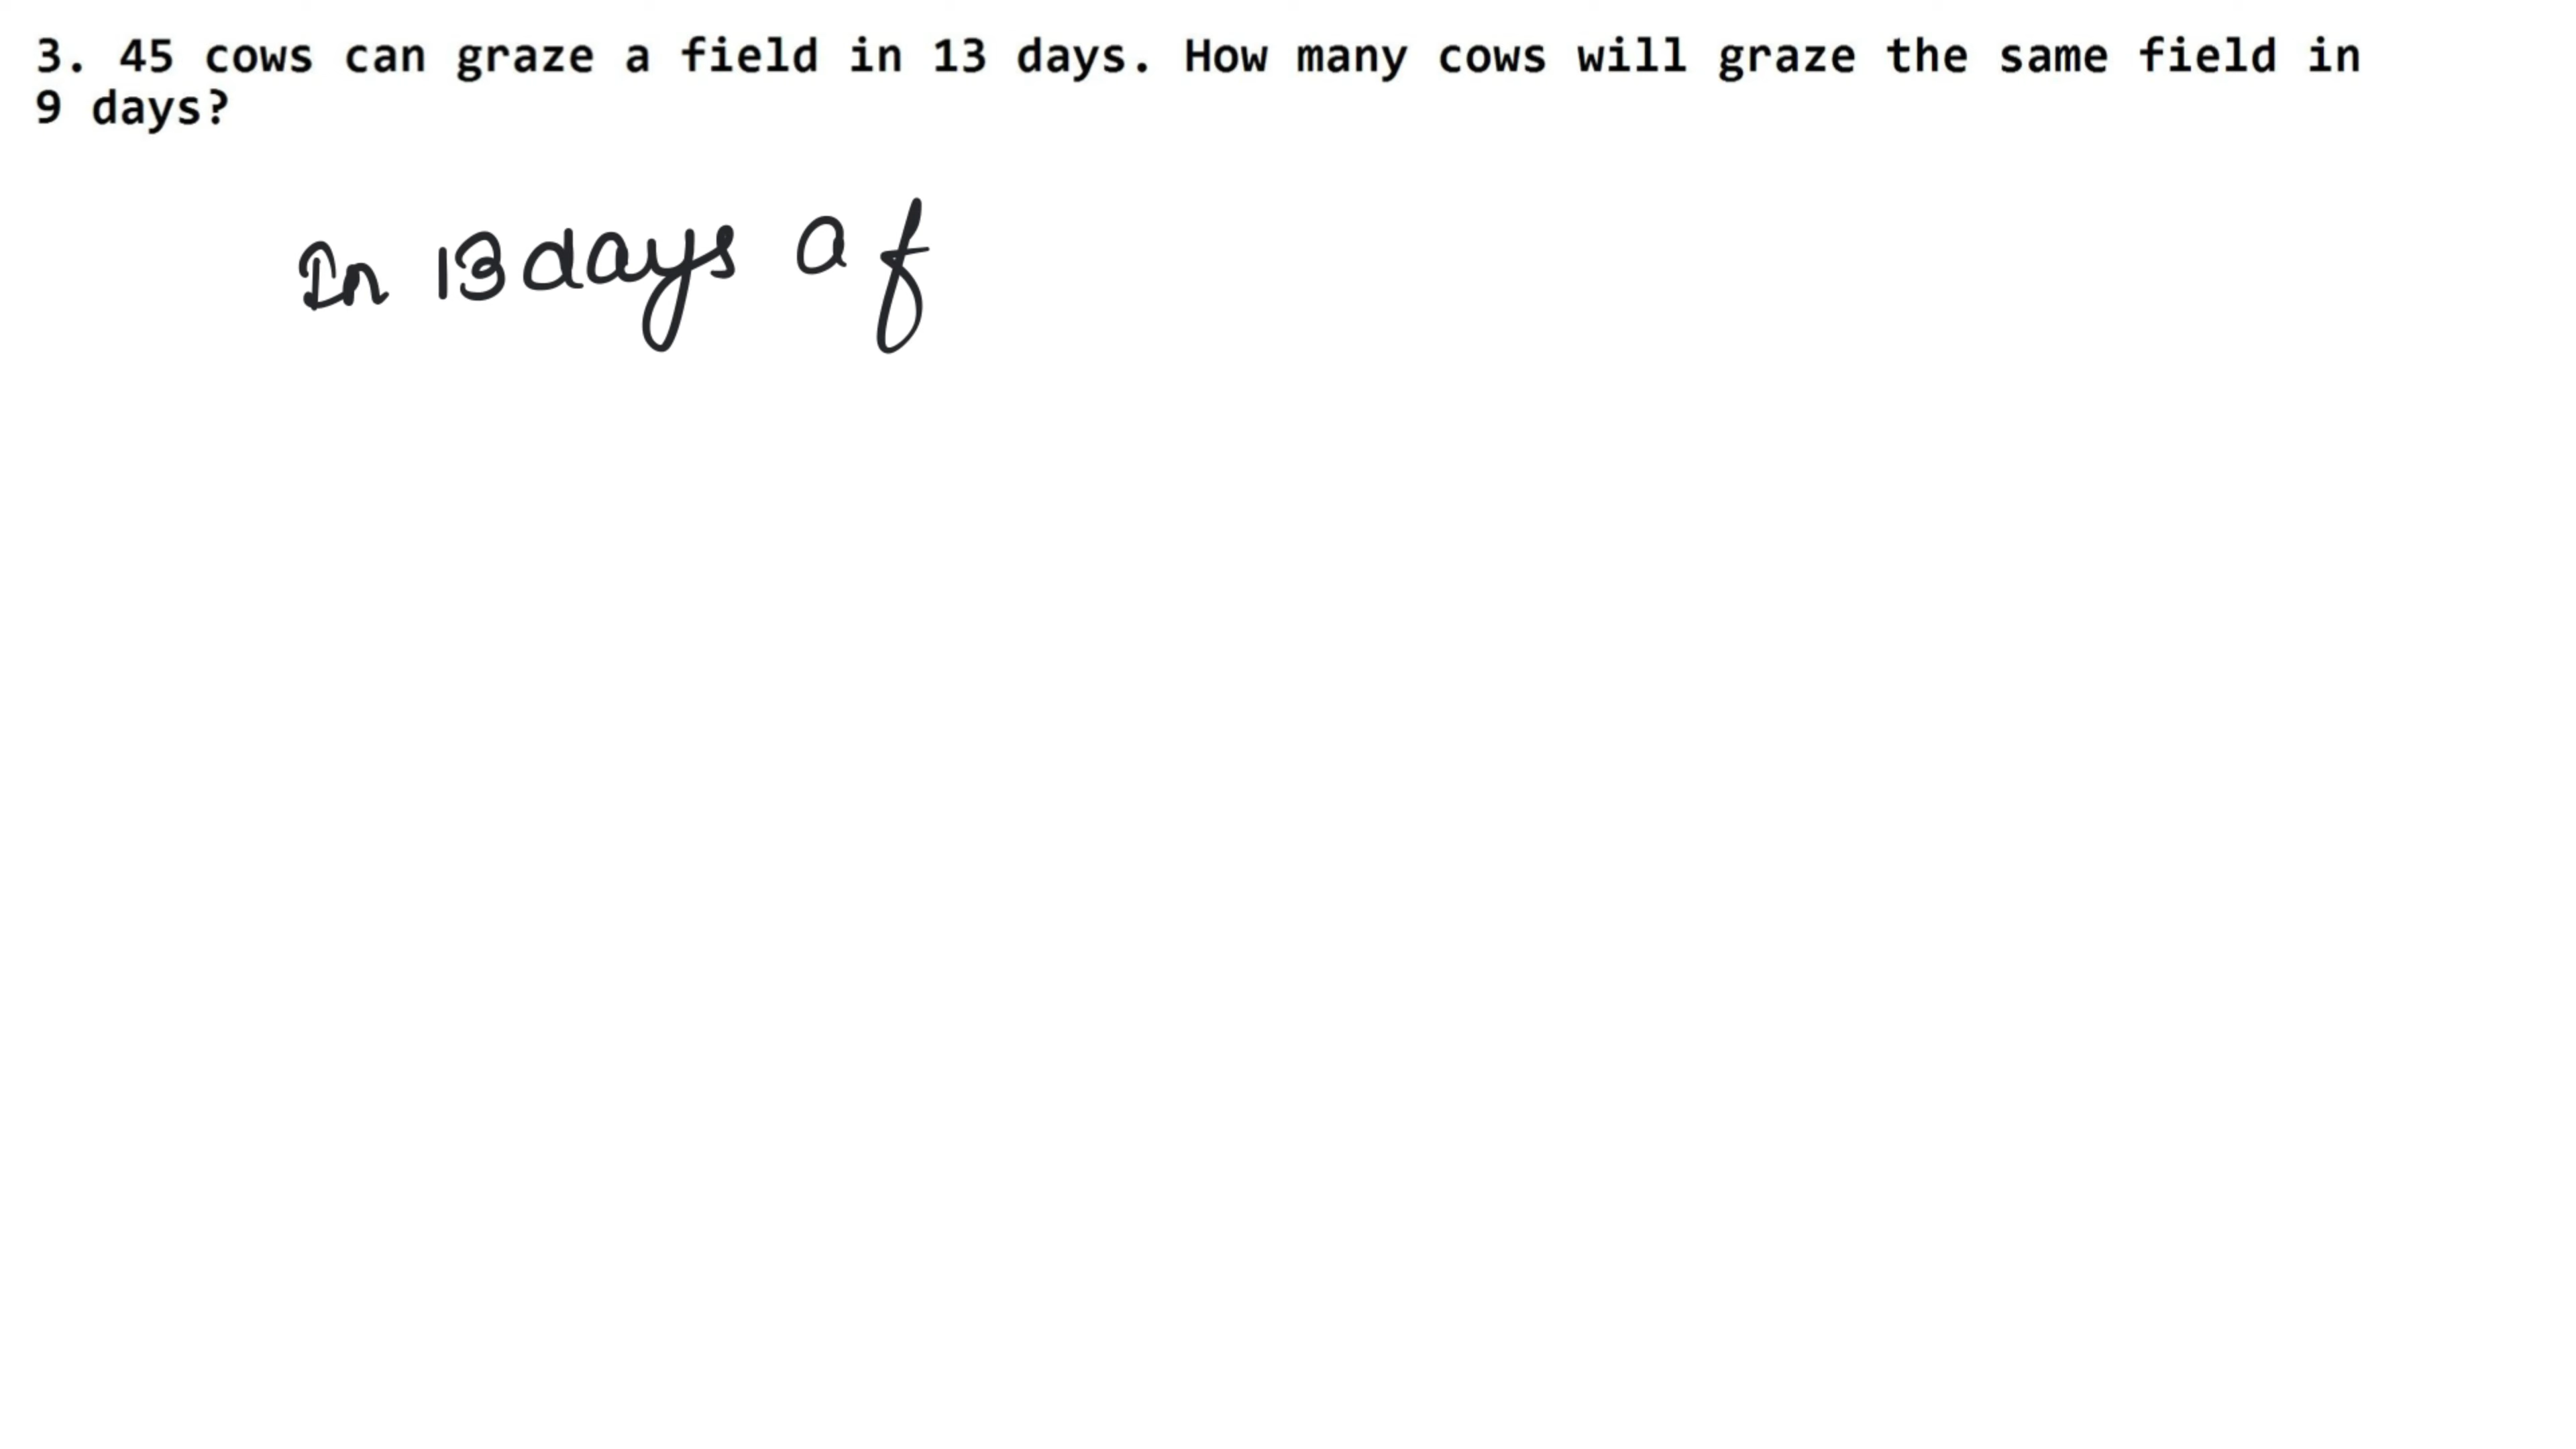 3. 45 cows can graze a field in 13 days. How many cows will graze the same field in
9 days?
In 13 days a f